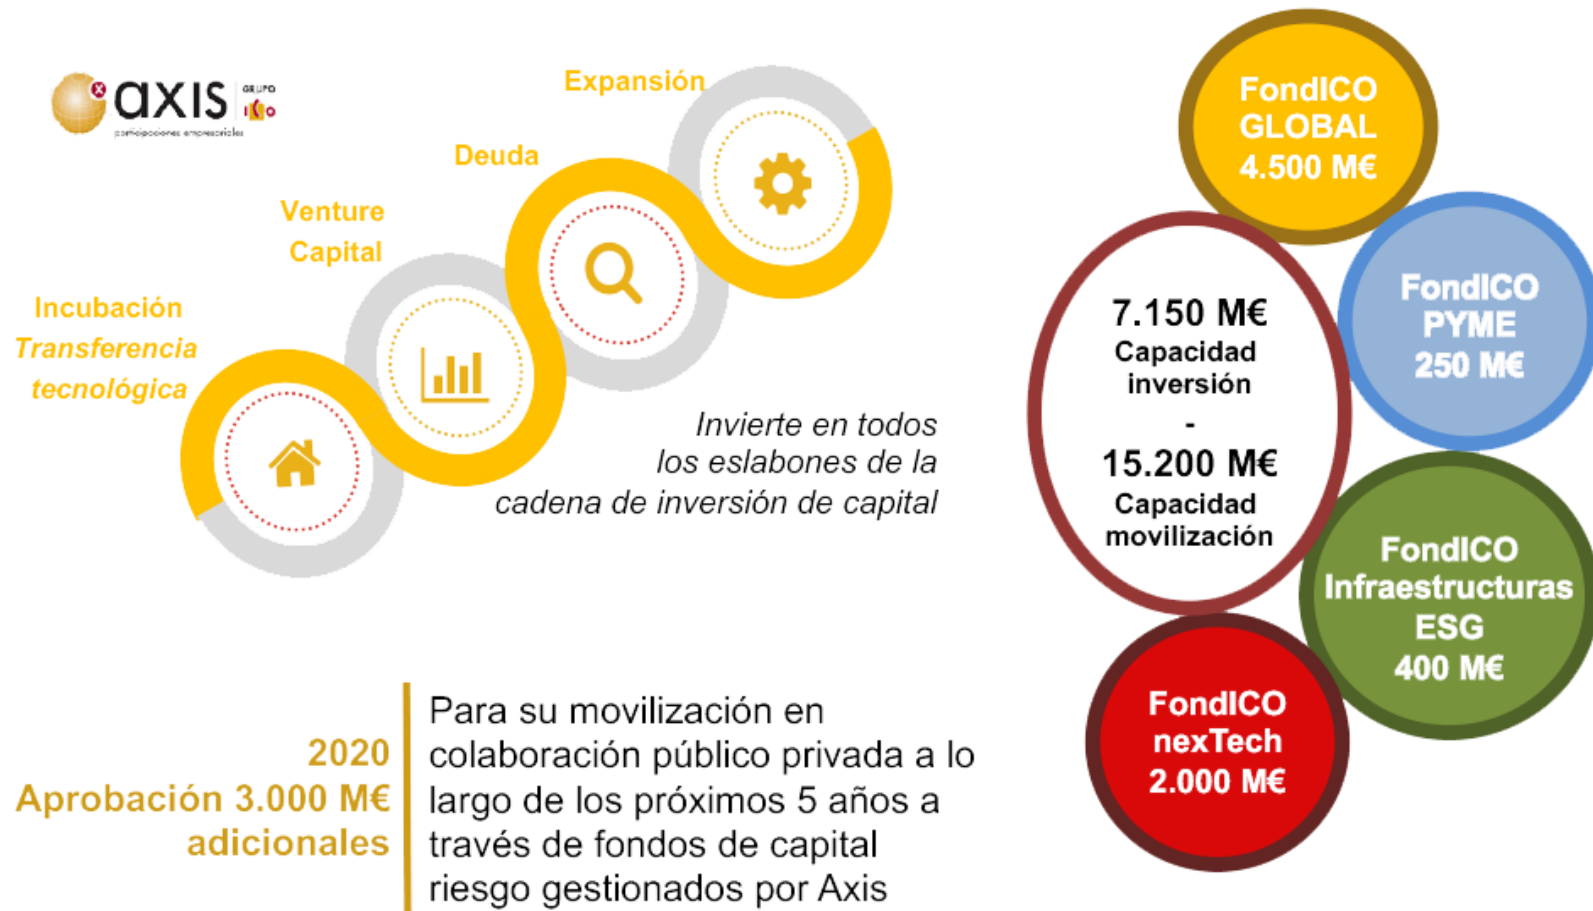 axis
GRUPO
ico
participaciones empresariales
Expansión
Deuda
Venture
Capital
Incubación
Transferencia
tecnológica
Invierte en todos
los eslabones de la
cadena de inversión de capital
2020
Aprobación 3.000 M€
adicionales
Para su movilización en
colaboración público privada a lo
largo de los próximos 5 años a
través de fondos de capital
riesgo gestionados por Axis
FondICO
GLOBAL
4.500 M€
7.150 M€
Capacidad
inversión
-
15.200 M€
Capacidad
movilización
FondICO
PYME
250 M€
FondICO
Infraestructuras
ESG
400 M€
FondICO
nexTech
2.000 M€